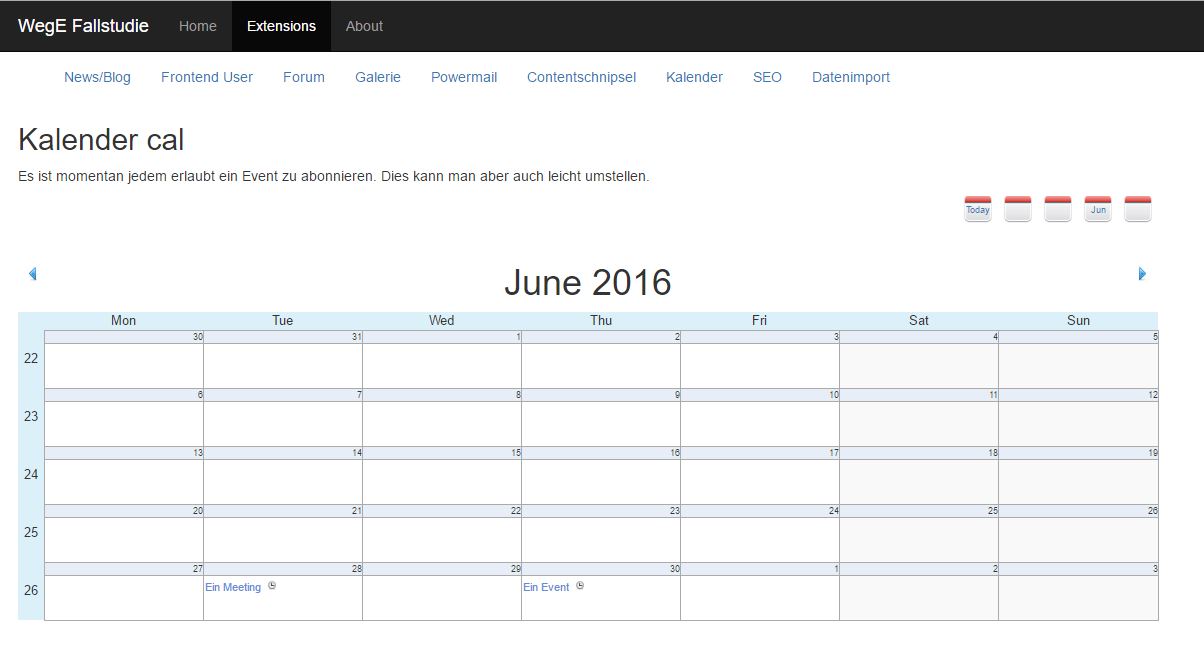 WegE Fallstudie Home Extensions About
News/Blog Frontend User Forum Galerie Powermail Contentschnipsel Kalender SEO Datenimport
Kalender cal
Es ist momentan jedem erlaubt ein Event zu abonnieren. Dies kann man aber auch leicht umstellen.
Today Jun
June 2016
Mon Tue Wed Thu Fri Sat Sun
30 31 1 2 3 4 5
22
6 7 8 9 10 11 12
23
13 14 15 16 17 18 19
24
20 21 22 23 24 25 26
25
27 28 29 30 1 2 3
26 Ein Meeting Ein Event